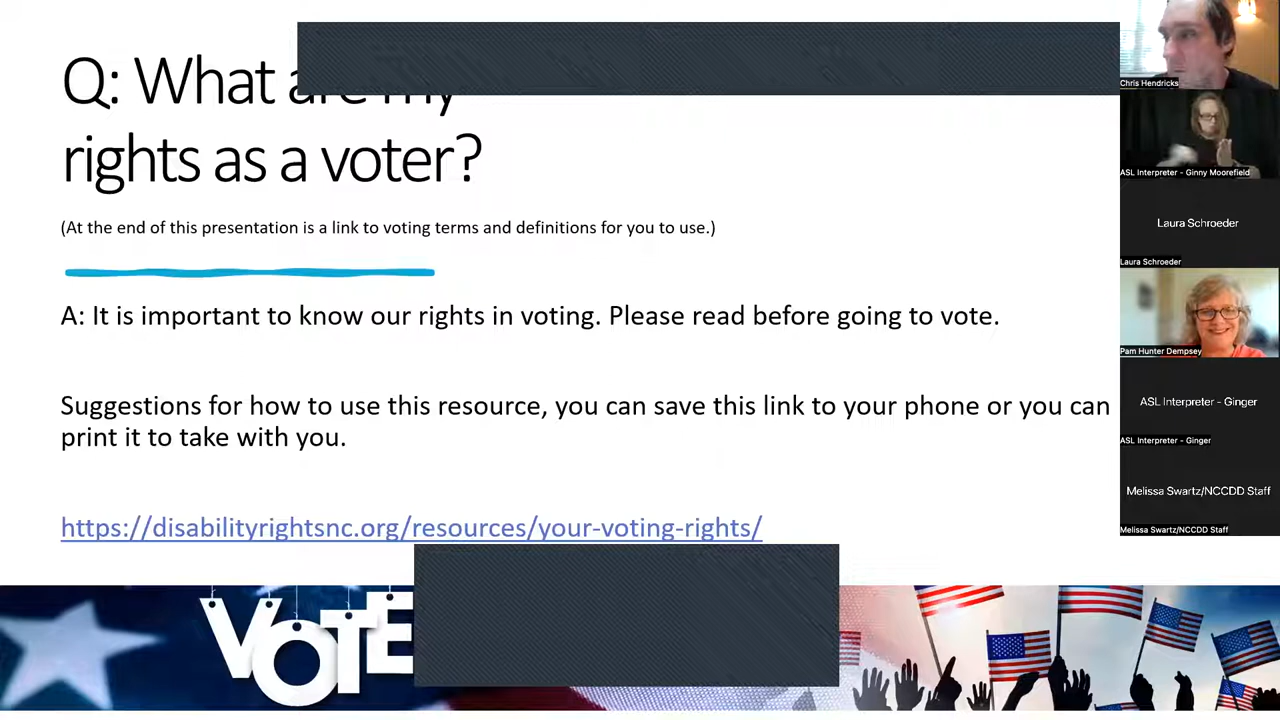 Q: What are my
rights as a voter?
(At the end of this presentation is a link to voting terms and definitions for you to use.)
A: It is important to know our rights in voting. Please read before going to vote.
Suggestions for how to use this resource, you can save this link to your phone or you can
print it to take with you.
https://disabilityrightsnc.org/resources/your-voting-rights/
VOTE
Chris Hendricks
ASL Interpreter - Ginny Moorefield
Laura Schroeder
Laura Schroeder
Pam Hunter Dempsey
ASL Interpreter - Ginger
ASL Interpreter - Ginger
Melissa Swartz/NCCDD Staff
Melissa Swartz/NCCDD Staff